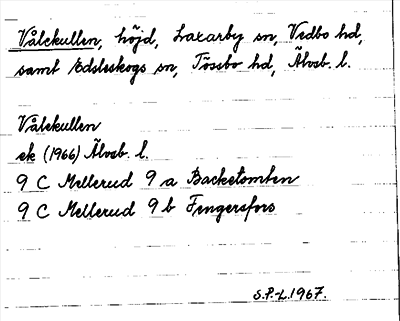 Vålekullen, höjd, Laxarby sn, Vedbo hd,
samt Edsleskogs sn, Tössbo hd, Älvsb. l.
Vålekullen
ek (1966) Älvsb. l.
9 C Mellerud 9 a Backetomten
9 C Mellerud 9 b Fengersfors
S.P.-L. 1967.